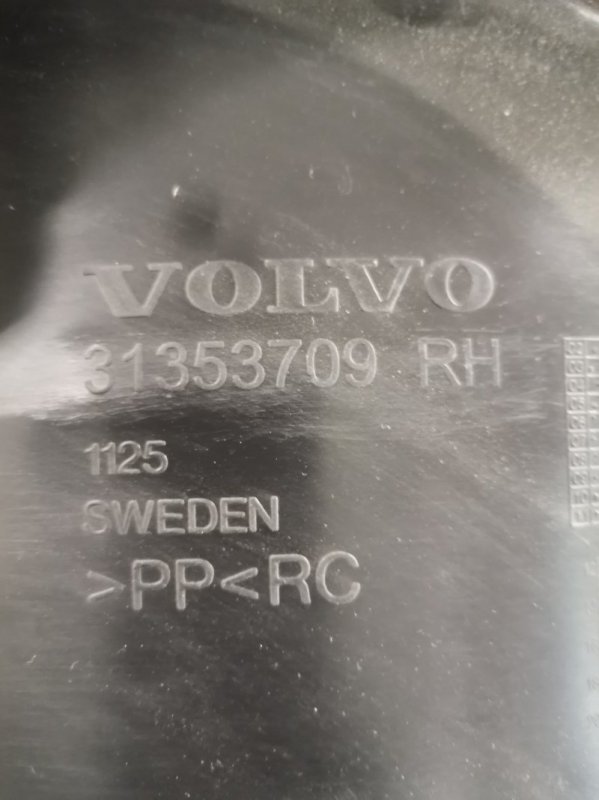 VOLVO
31353709 RH
1125
SWEDEN
>PP<RC